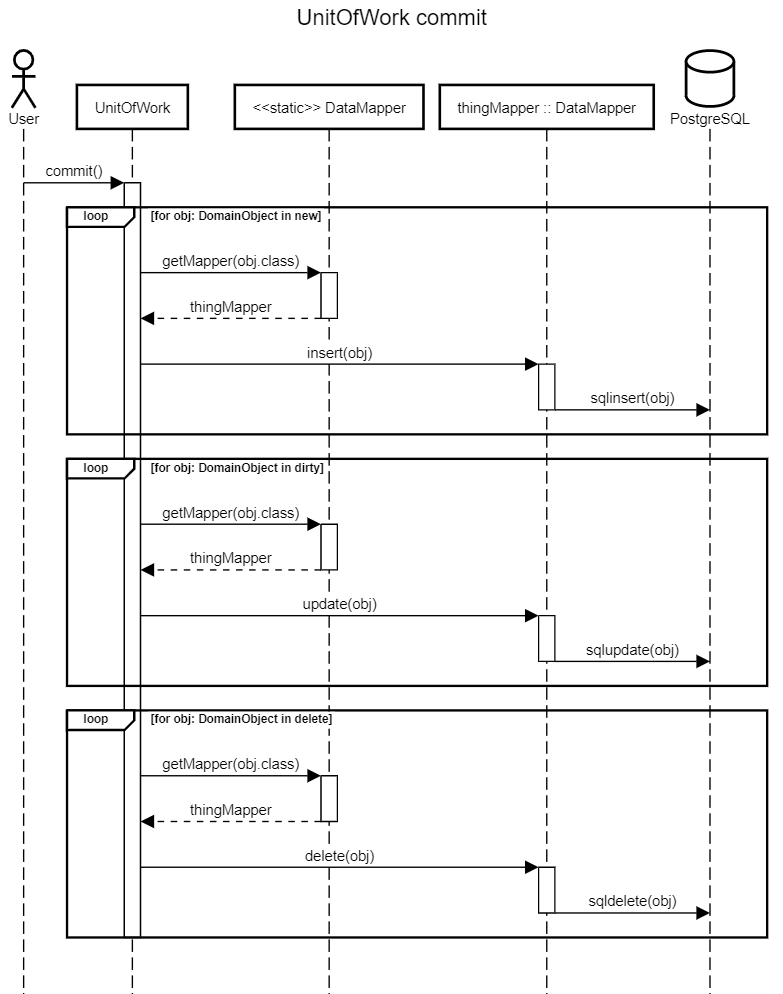 UnitOfWork commit
User
UnitOfWork
<<static>> DataMapper
thingMapper :: DataMapper
PostgreSQL
commit()
loop
[for obj: DomainObject in new]
getMapper(obj.class)
thingMapper
insert(obj)
sqlinsert(obj)
loop
[for obj: DomainObject in dirty]
getMapper(obj.class)
thingMapper
update(obj)
sqlupdate(obj)
loop
[for obj: DomainObject in delete]
getMapper(obj.class)
thingMapper
delete(obj)
sqldelete(obj)